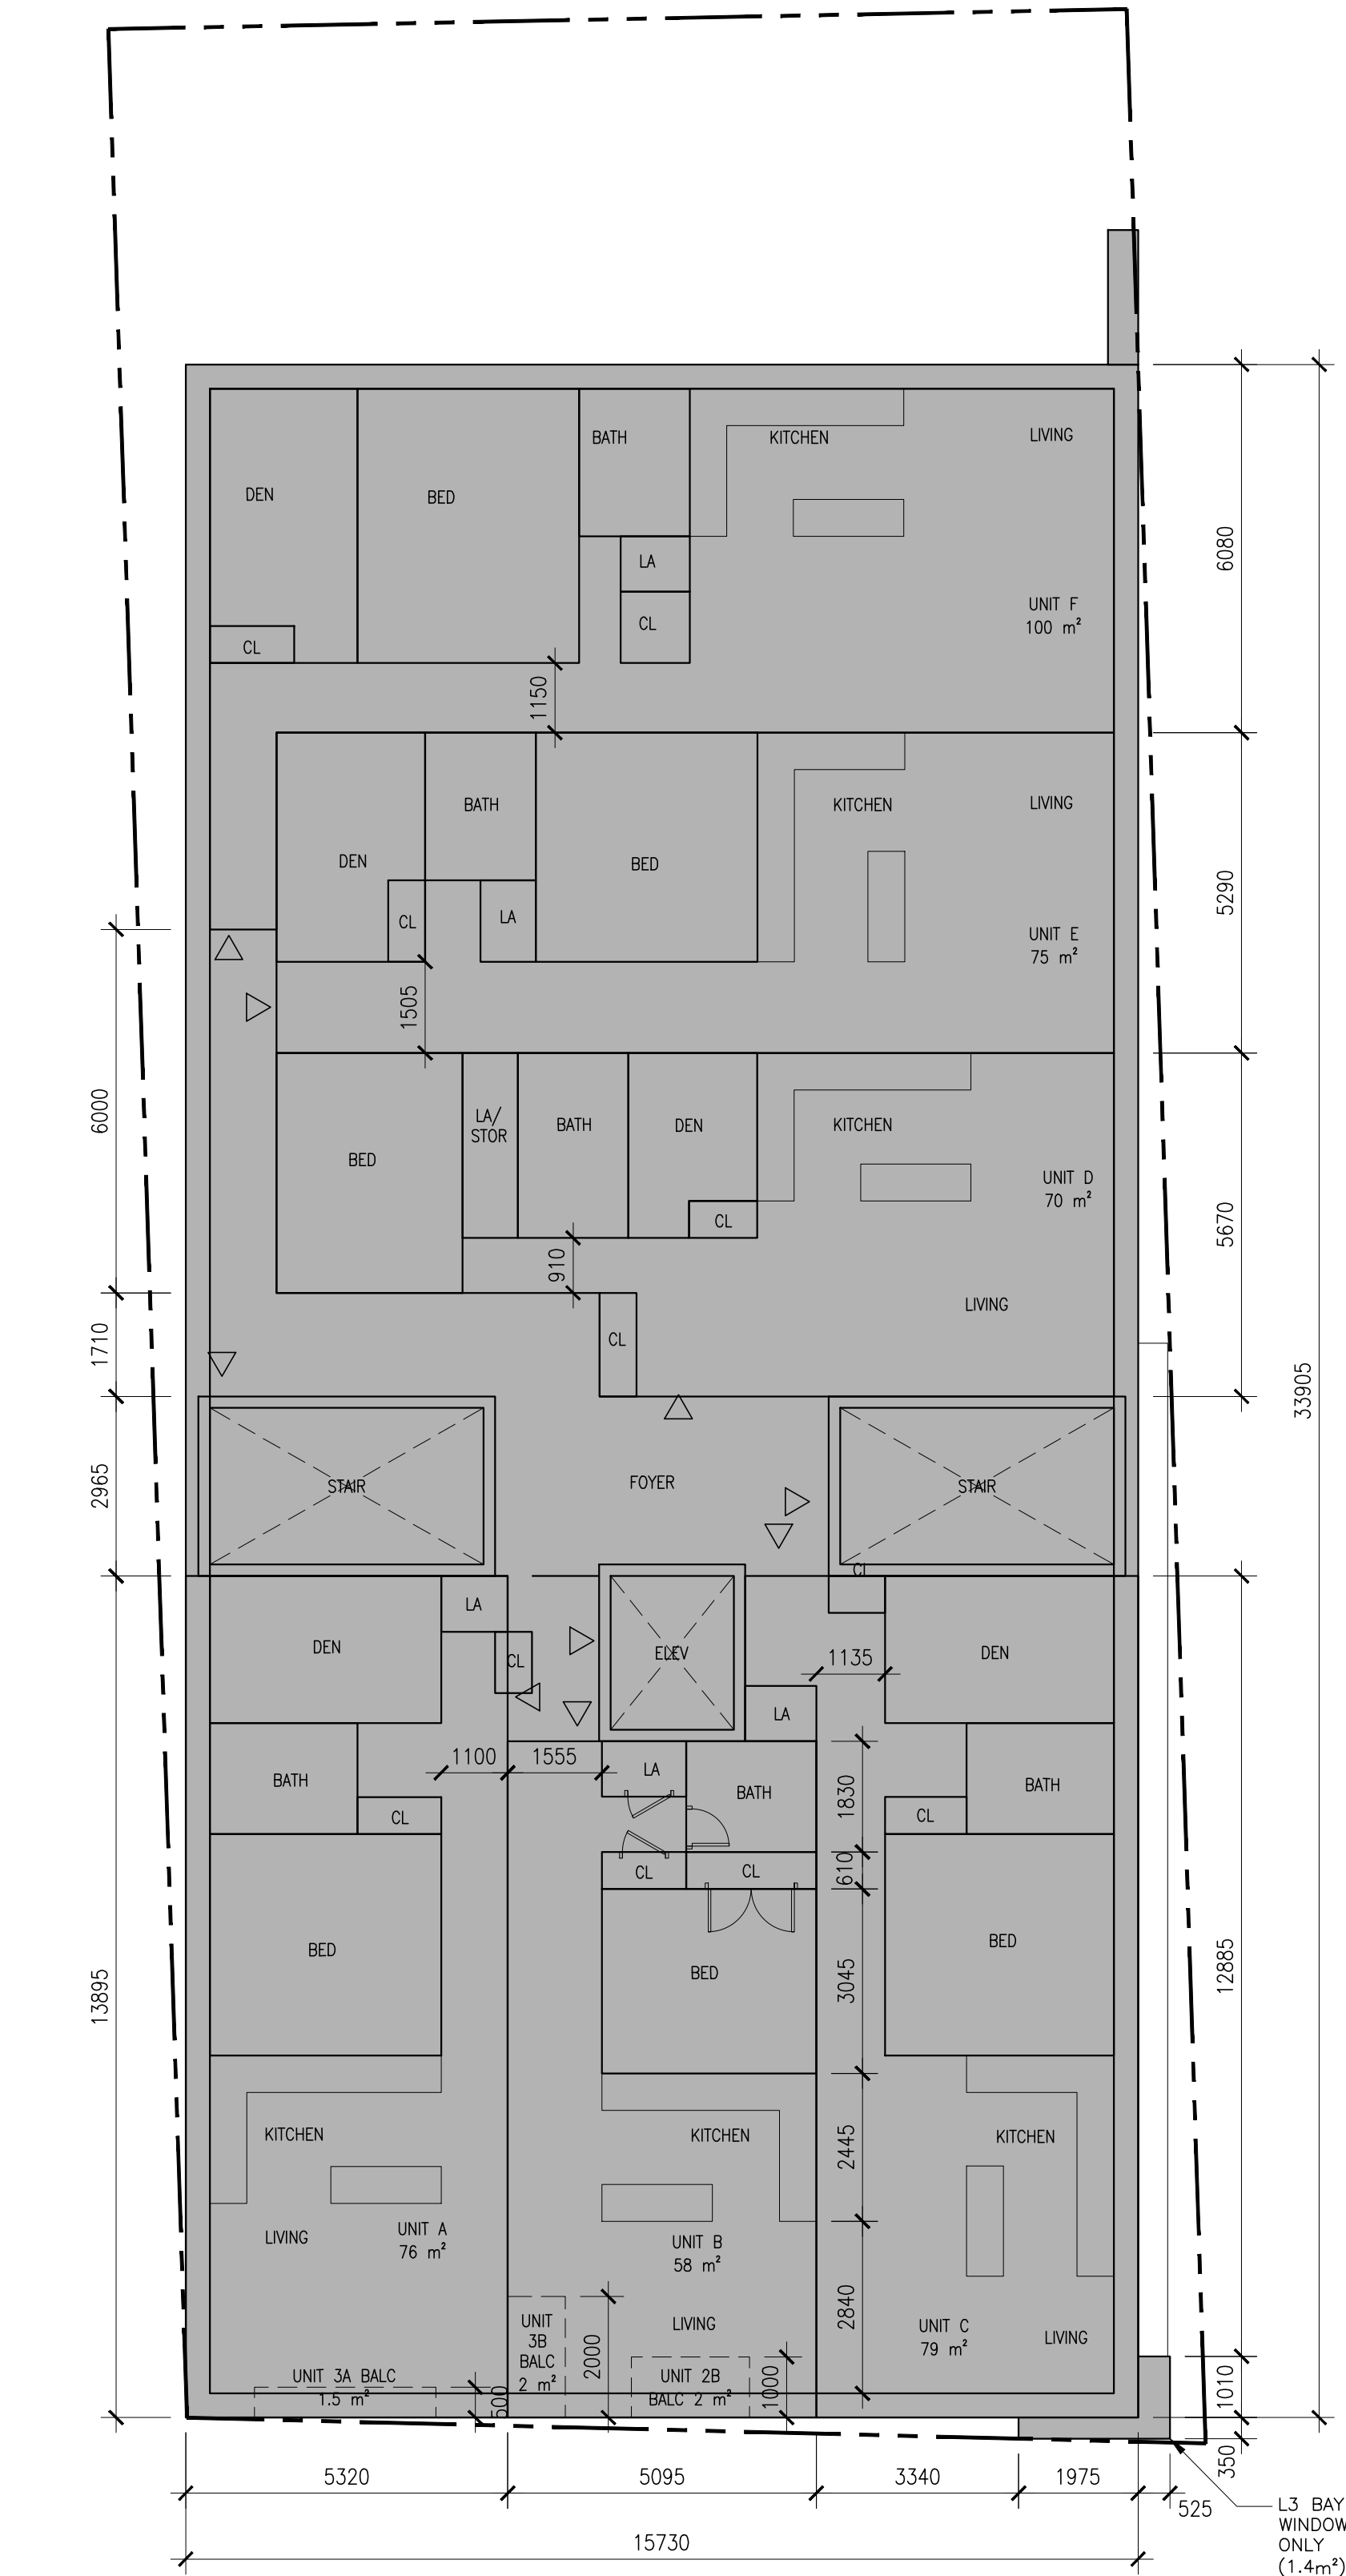 BATH
KITCHEN
LIVING
DEN
BED
LA
CL
CL
UNIT F
100 m²
6080
1150
BATH
KITCHEN
LIVING
DEN
BED
CL
LA
UNIT E
75 m²
5290
1505
6000
LA/
STOR
BATH
DEN
KITCHEN
BED
UNIT D
70 m²
CL
5670
910
LIVING
CL
1710
33905
2965
STAIR
FOYER
STAIR
CL
LA
DEN
CL
ELEV
1135
DEN
LA
1100
1555
LA
BATH
BATH
1830
BATH
CL
CL
CL
CL
610
BED
BED
3045
BED
13895
12885
KITCHEN
KITCHEN
2445
KITCHEN
LIVING
UNIT A
76 m²
UNIT B
58 m²
2840
UNIT
3B
BALC
2 m²
2000
LIVING
UNIT C
79 m²
LIVING
UNIT 3A BALC
1.5 m²
500
UNIT 2B
BALC 2 m²
1000
1010
350
5320
5095
3340
1975
525
15730
L3 BAY
WINDOW
ONLY
(1.4m²)